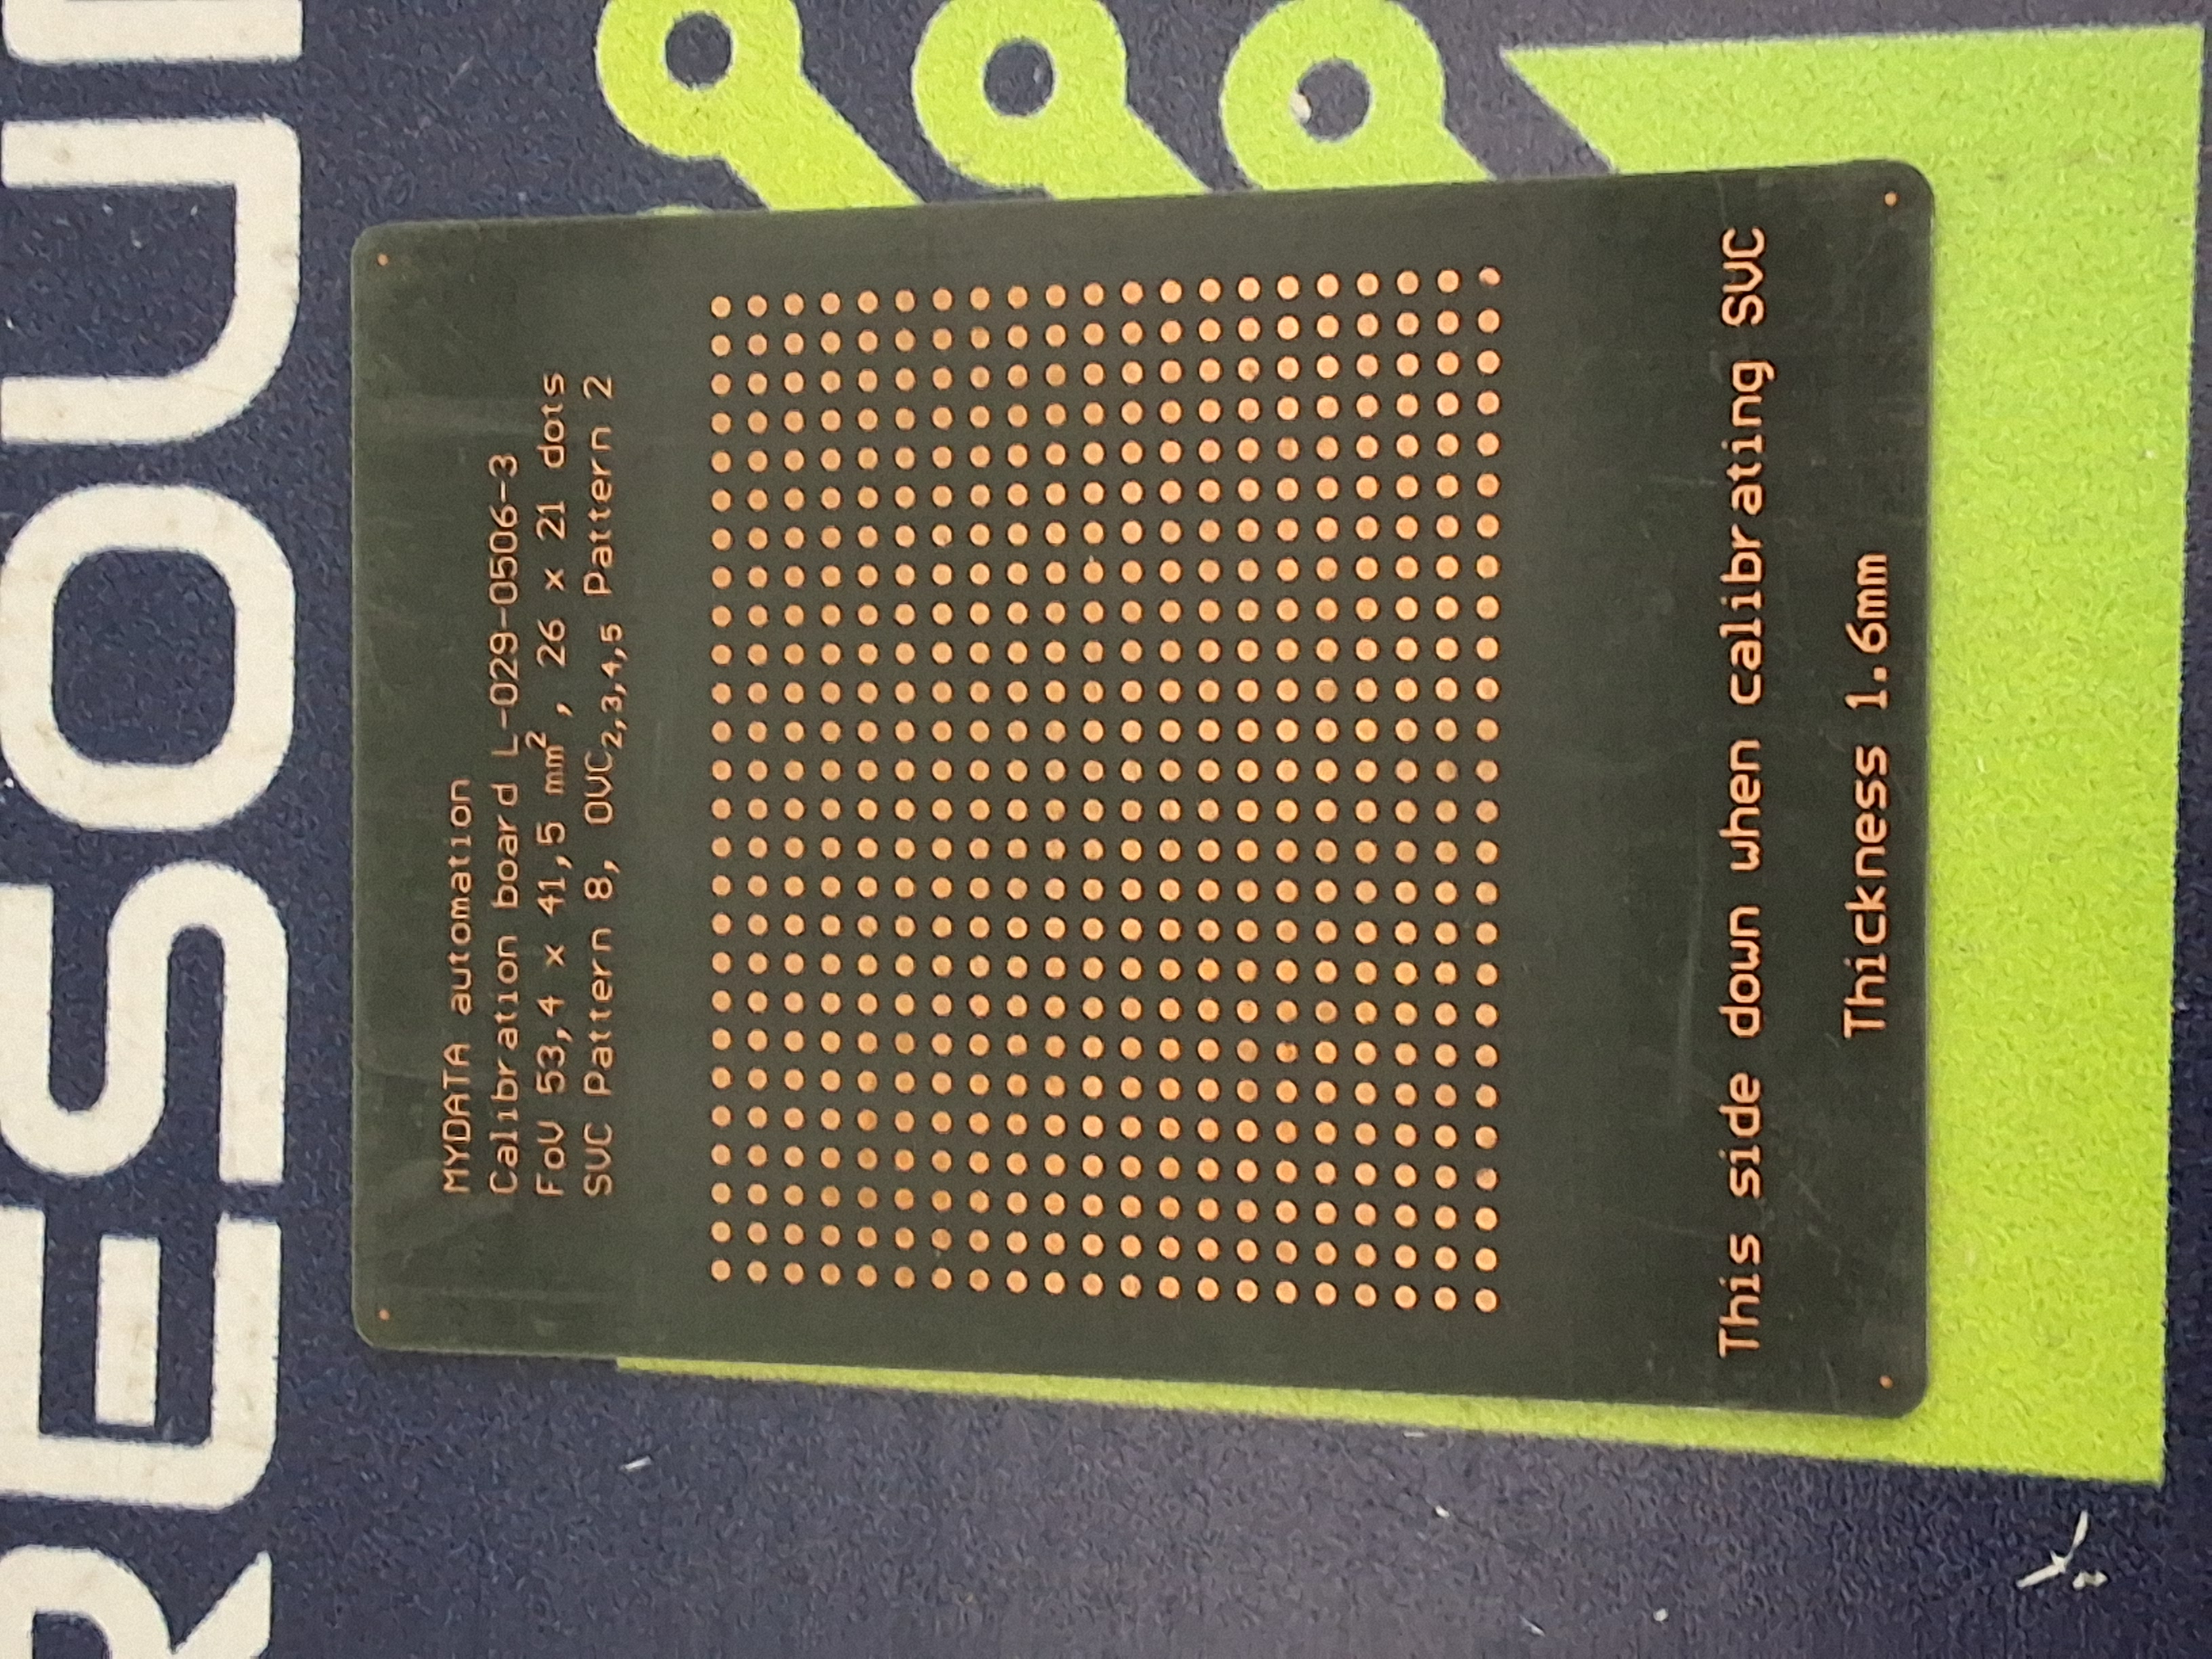 MYDATA automation
Calibration board L-029-0506-3
FoV 53,4 x 41,5 mm², 26 x 21 dots
SVC Pattern 8, OVC2,3,4,5 Pattern 2
This side down when calibrating SVC
Thickness 1.6mm